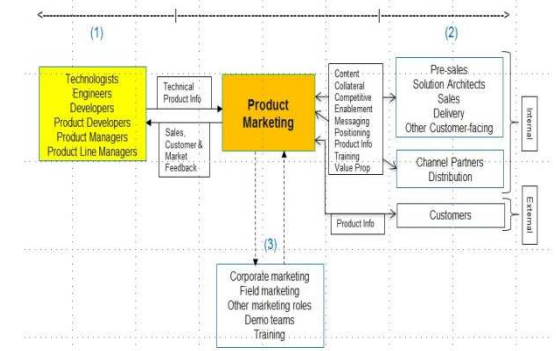 (1)
(2)
Technologists
Engineers
Developers
Product Developers
Product Managers
Product Line Managers
Technical
Product Info
Sales,
Customer &
Market
Feedback
Product
Marketing
Content
Collateral
Competitive
Enablement
Messaging
Positioning
Product Info
Training
Value Prop
Product Info
Pre-sales
Solution Architects
Sales
Delivery
Other Customer-facing
Channel Partners
Distribution
Customers
Internal
External
(3)
Corporate marketing
Field marketing
Other marketing roles
Demo teams
Training